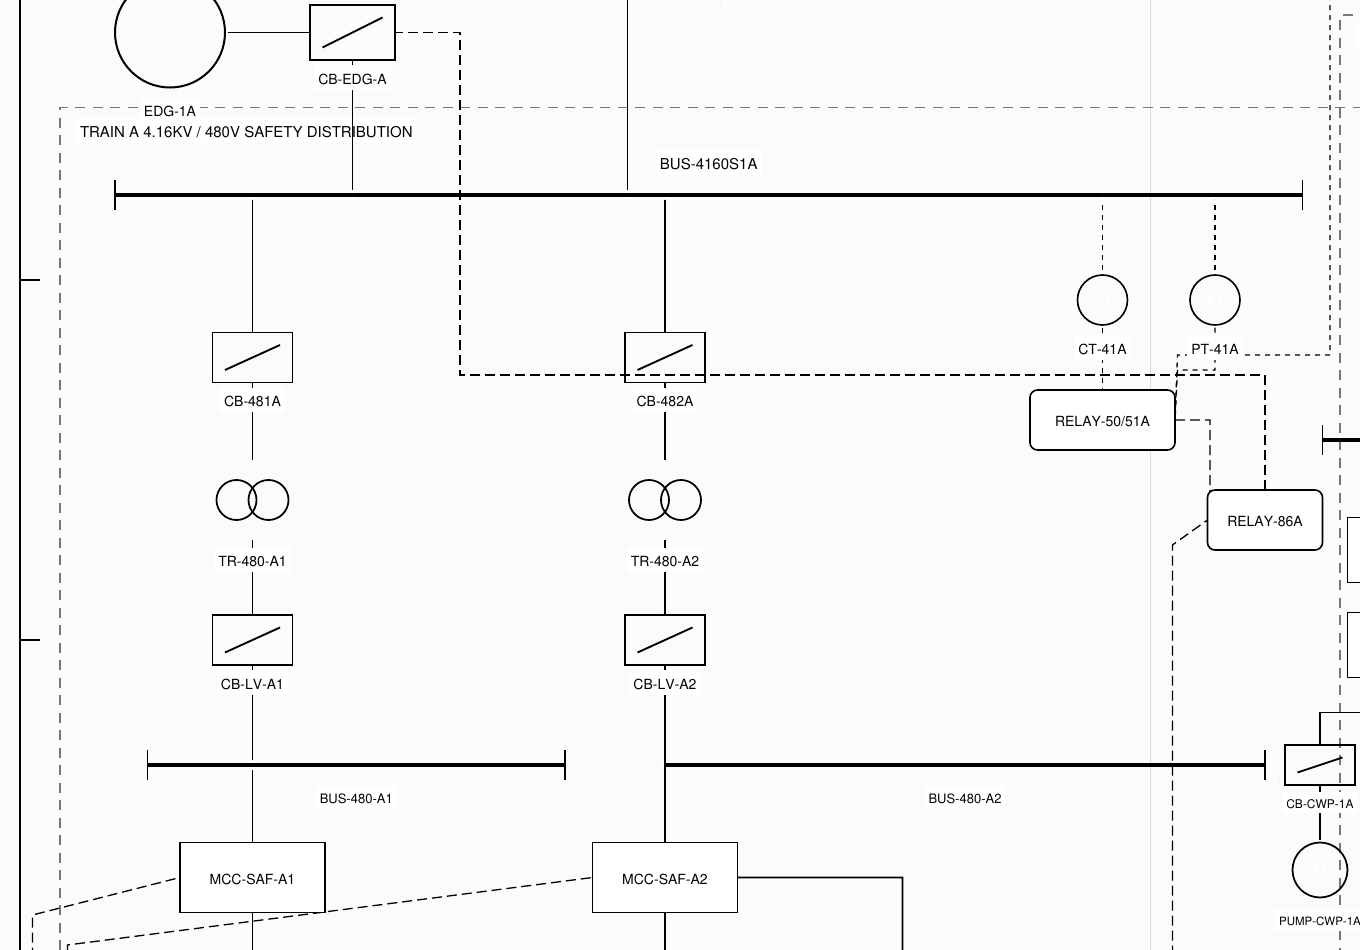 CB-EDG-A
EDG-1A
TRAIN A 4.16KV / 480V SAFETY DISTRIBUTION
BUS-4160S1A
CT-41A
PT-41A
CB-481A
CB-482A
RELAY-50/51A
RELAY-86A
TR-480-A1
TR-480-A2
CB-LV-A1
CB-LV-A2
BUS-480-A1
BUS-480-A2
CB-CWP-1A
MCC-SAF-A1
MCC-SAF-A2
PUMP-CWP-1A